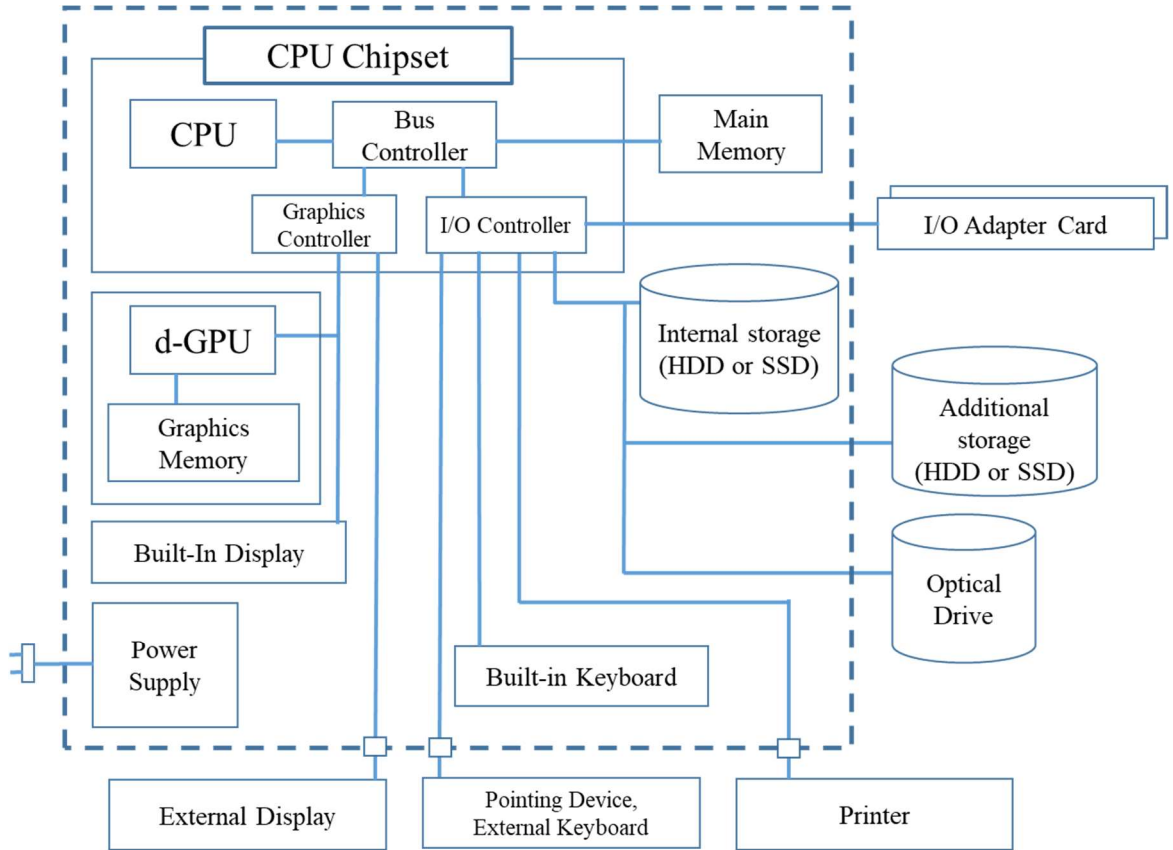 CPU Chipset
CPU
Bus
Controller
Main
Memory
Graphics
Controller
I/O Controller
I/O Adapter Card
d-GPU
Graphics
Memory
Internal storage
(HDD or SSD)
Additional
storage
(HDD or SSD)
Built-In Display
Optical
Drive
Power
Supply
Built-in Keyboard
External Display
Pointing Device,
External Keyboard
Printer